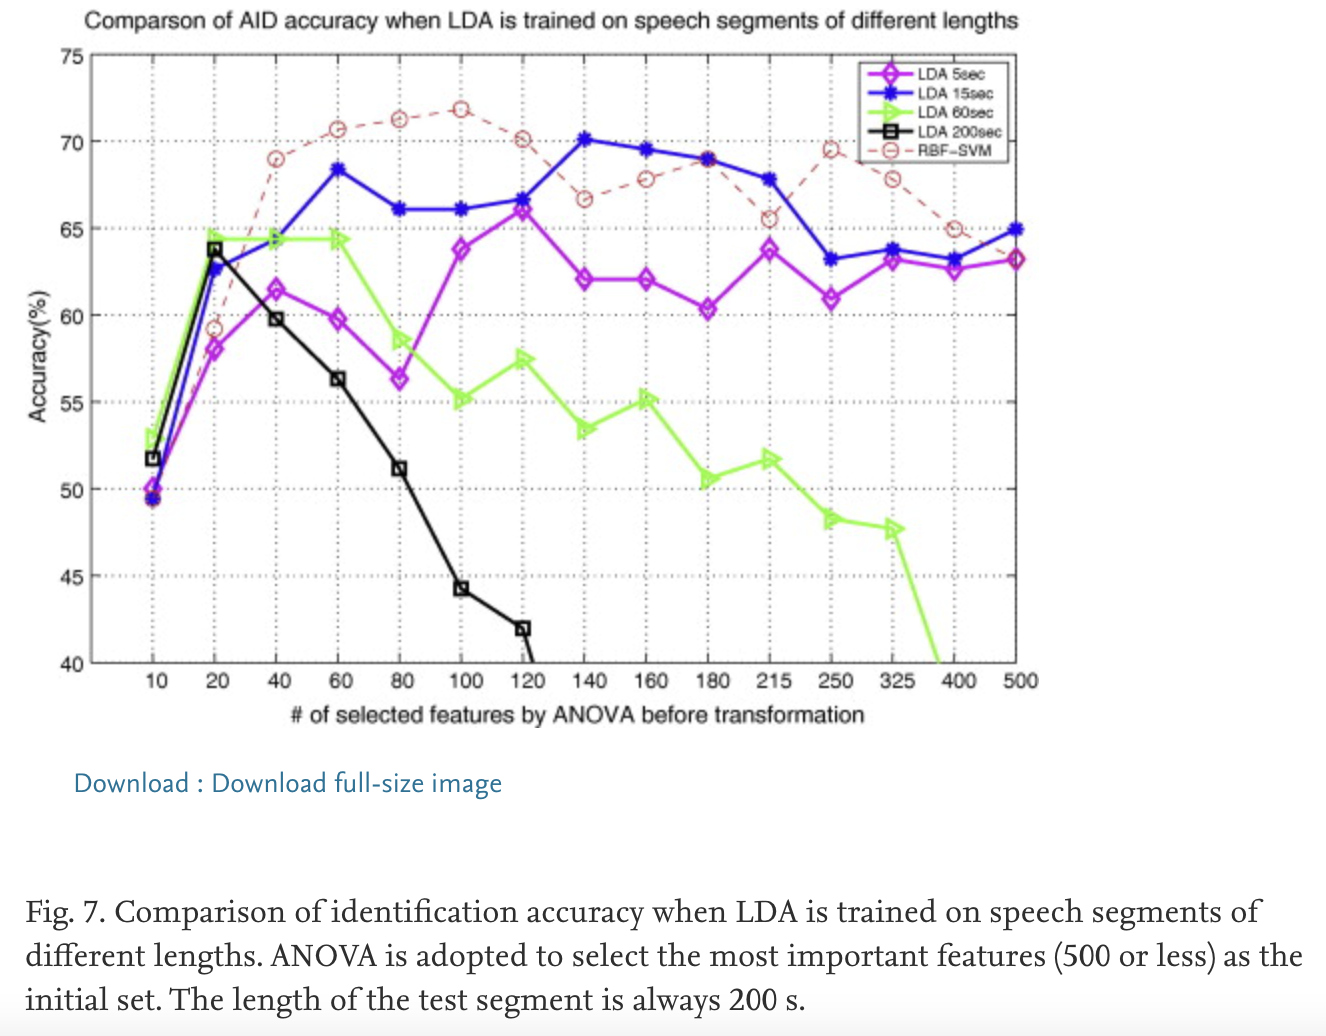 Comparson of AID accuracy when LDA is trained on speech segments of different lengths
75
70
65
60
55
50
45
40
Accuracy(%)
LDA 5sec
LDA 15sec
LDA 60sec
LDA 200sec
RBF-SVM
10 20 40 60 80 100 120 140 160 180 215 250 325 400 500
# of selected features by ANOVA before transformation
Download : Download full-size image
Fig. 7. Comparison of identification accuracy when LDA is trained on speech segments of
different lengths. ANOVA is adopted to select the most important features (500 or less) as the
initial set. The length of the test segment is always 200 s.